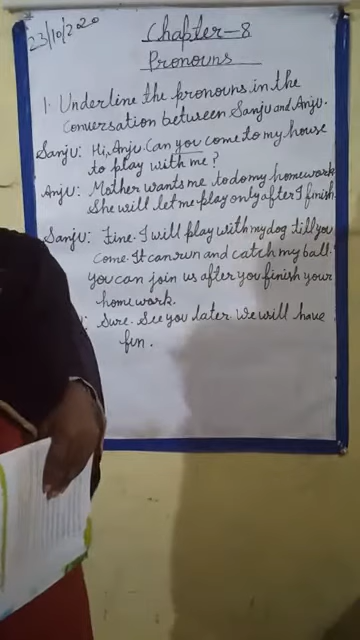 23/10/2020
Chapter-8
Pronouns
1. Underline the pronouns in the
conversation between Sanju and Anju.
Sanju: Hi, Anju. Can you come to my house
to play with me?
Anju: Mother wants me to do my homework
She will let me play only after I finish.
Sanju: Fine. I will play with my dog till you
come. It can run and catch my ball.
you can join us after you finish your
homework.
: Sure. See you later. We will have
fun.